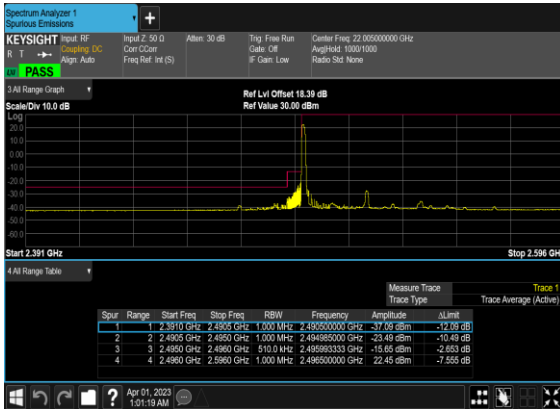 Spectrum Analyzer 1
Spurious Emissions
+
KEYSIGHT
R T
LXI PASS
Input: RF
Coupling: DC
Align: Auto
Input Z: 50 Ω
Corr CCorr
Freq Ref: Int (S)
Atten: 30 dB
Trig: Free Run
Gate: Off
IF Gain: Low
Center Freq: 22.005000000 GHz
Avg|Hold: 1000/1000
Radio Std: None
3 All Range Graph
Scale/Div 10.0 dB
Ref Lvl Offset 18.39 dB
Ref Value 30.00 dBm
Log
20.0
10.0
0.00
-10.0
-20.0
-30.0
-40.0
-50.0
-60.0
Start 2.391 GHz
Stop 2.596 GH
4 All Range Table
Measure Trace Trace 1
Trace Type Trace Average (Active)
Spur Range Start Freq Stop Freq RBW Frequency Amplitude ΔLimit
1 1 2.3910 GHz 2.4905 GHz 1.000 MHz 2.490500000 GHz -37.09 dBm -12.09 dB
2 2 2.4905 GHz 2.4950 GHz 1.000 MHz 2.494985000 GHz -23.49 dBm -10.49 dB
3 3 2.4950 GHz 2.4960 GHz 510.0 kHz 2.495993333 GHz -15.65 dBm -2.653 dB
4 4 2.4960 GHz 2.5960 GHz 1.000 MHz 2.496500000 GHz 22.45 dBm -7.555 dB
?
Apr 01, 2023
1:01:19 AM